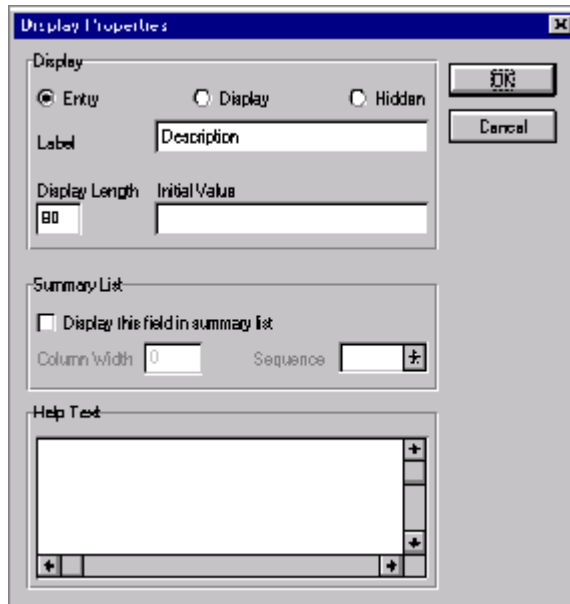 Display Properties
Display
Entry
Display
Hidden
OK
Cancel
Label
Description
Display Length
Initial Value
80
Summary List
Display this field in summary list
Column Width
0
Sequence
Help Text